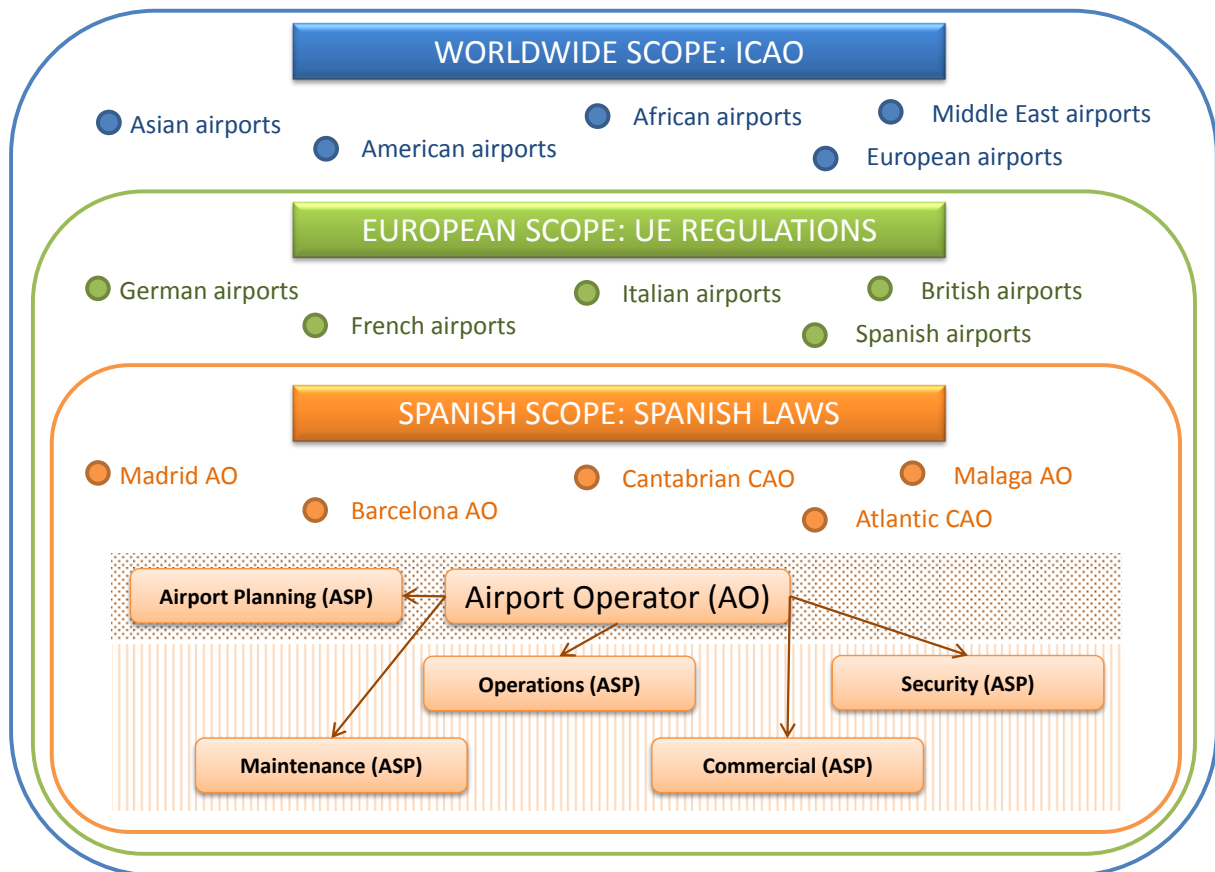 WORLDWIDE SCOPE: ICAO
Asian airports
American airports
African airports
European airports
Middle East airports
EUROPEAN SCOPE: UE REGULATIONS
German airports
French airports
Italian airports
Spanish airports
British airports
SPANISH SCOPE: SPANISH LAWS
Madrid AO
Barcelona AO
Cantabrian CAO
Atlantic CAO
Malaga AO
Airport Planning (ASP)
Airport Operator (AO)
Operations (ASP)
Security (ASP)
Maintenance (ASP)
Commercial (ASP)